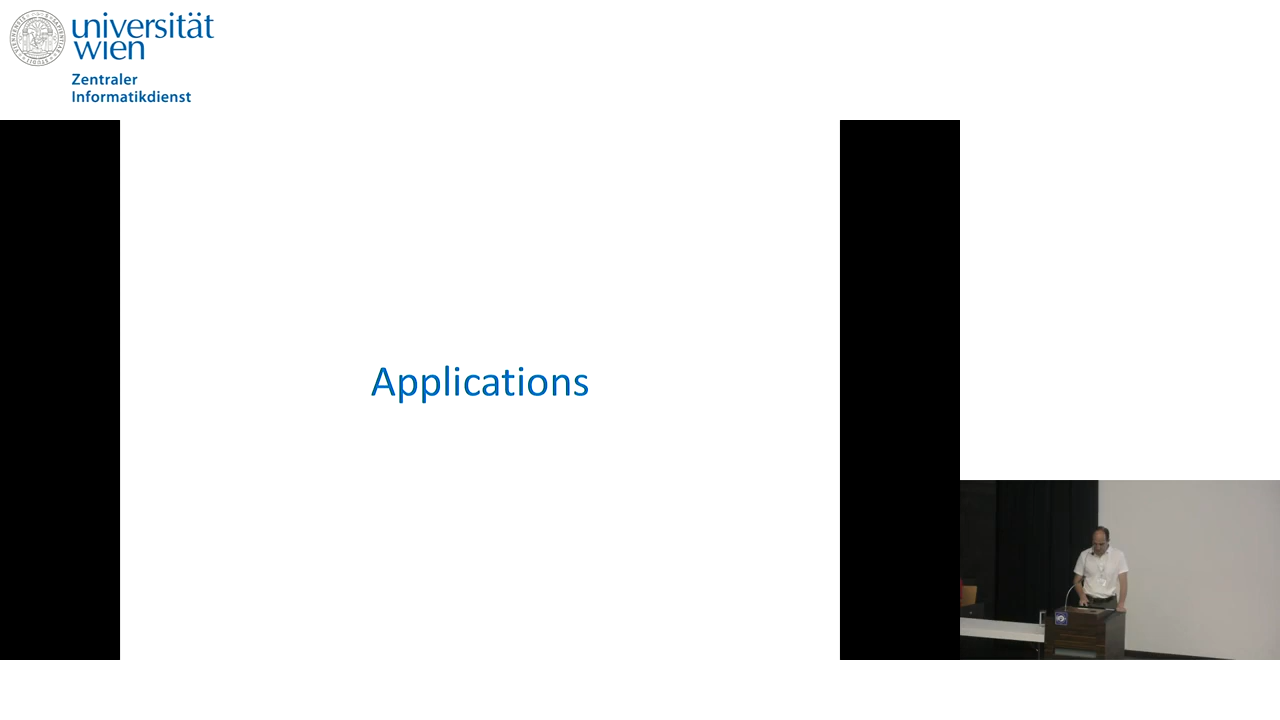 universität
wien
Zentraler
Informatikdienst
Applications